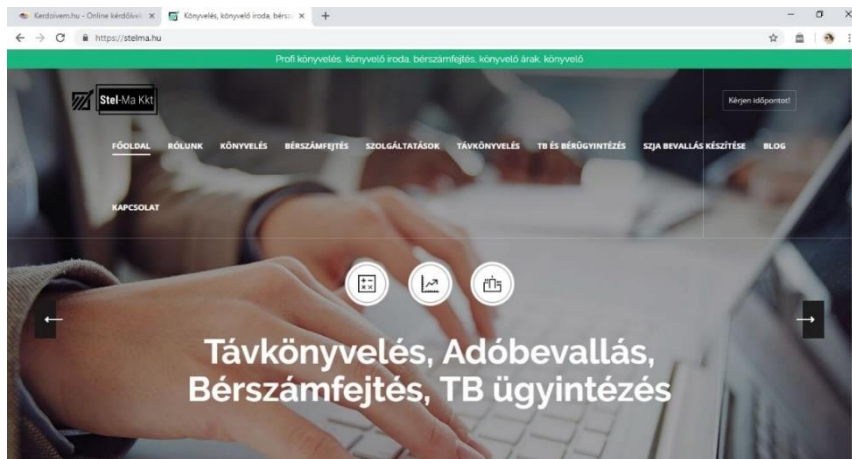 Kerdoivem.hu - Online kérdőívek
Könyvelés, könyvelő iroda, bérsz
https://stelma.hu
Profi könyvelés, könyvelő iroda, bérszámfejtés, könyvelő árak, könyvelő
Stel-Ma Kkt
Kérjen időpontot!
FŐOLDAL RÓLUNK KÖNYVELÉS BÉRSZÁMFEJTÉS SZOLGÁLTATÁSOK TÁVKÖNYVELÉS TB ÉS BÉRÜGYINTÉZÉS SZJA BEVALLÁS KÉSZÍTÉSE BLOG
KAPCSOLAT
Távkönyvelés, Adóbevallás,
Bérszámfejtés, TB ügyintézés